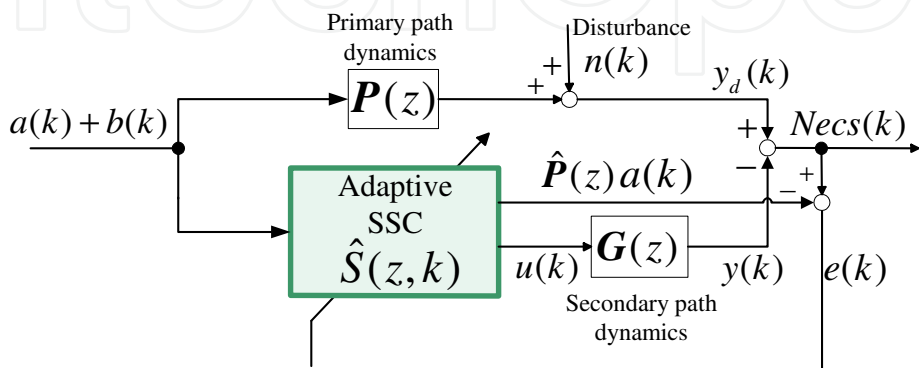 Primary path
dynamics
Disturbance
n(k)
+
+
P(z)
y_d(k)
a(k) + b(k)
+
−
Necs(k)
Adaptive
SSC
Ŝ(z, k)
P̂(z) a(k)
+
−
u(k)
G(z)
y(k)
e(k)
Secondary path
dynamics